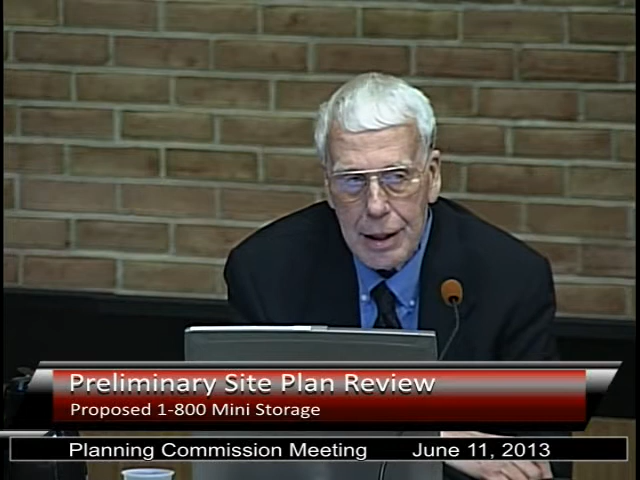 Preliminary Site Plan Review
Proposed 1-800 Mini Storage
Planning Commission Meeting June 11, 2013